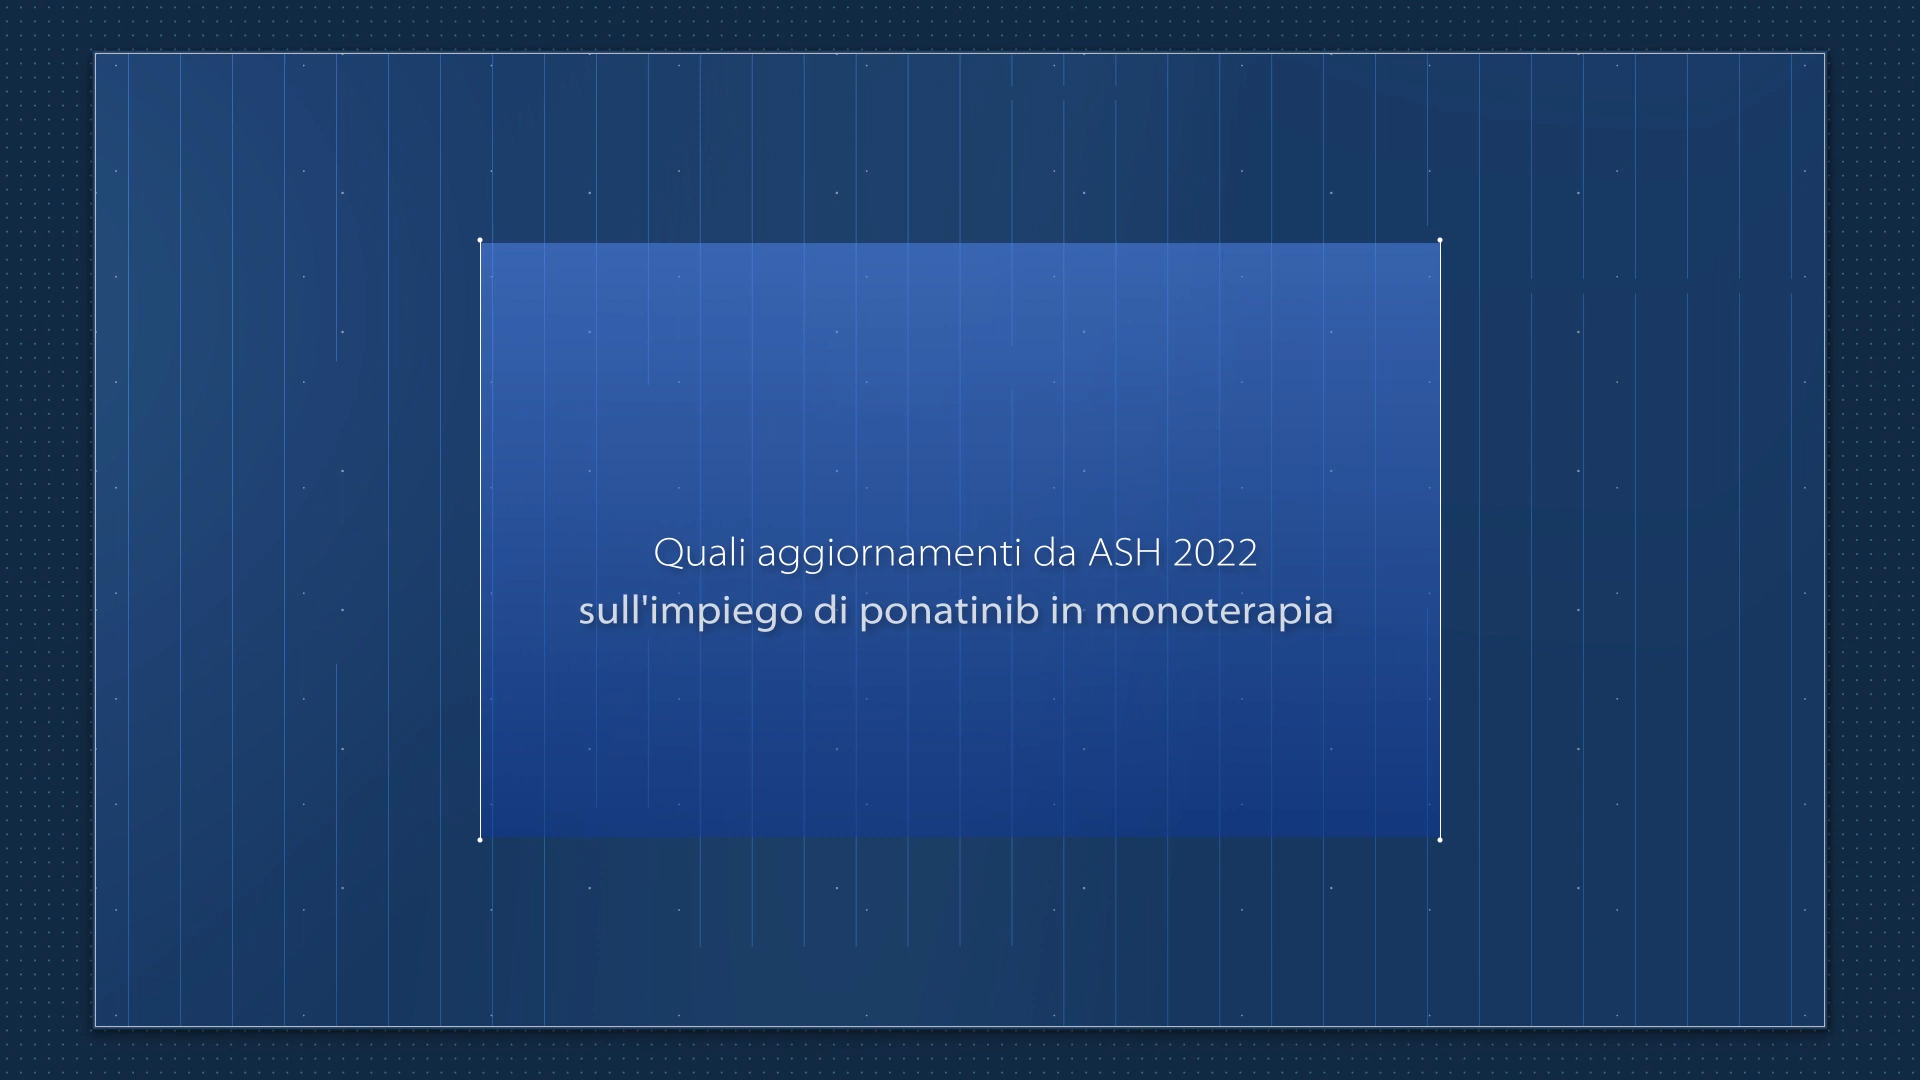 Quali aggiornamenti da ASH 2022
sull'impiego di ponatinib in monoterapia